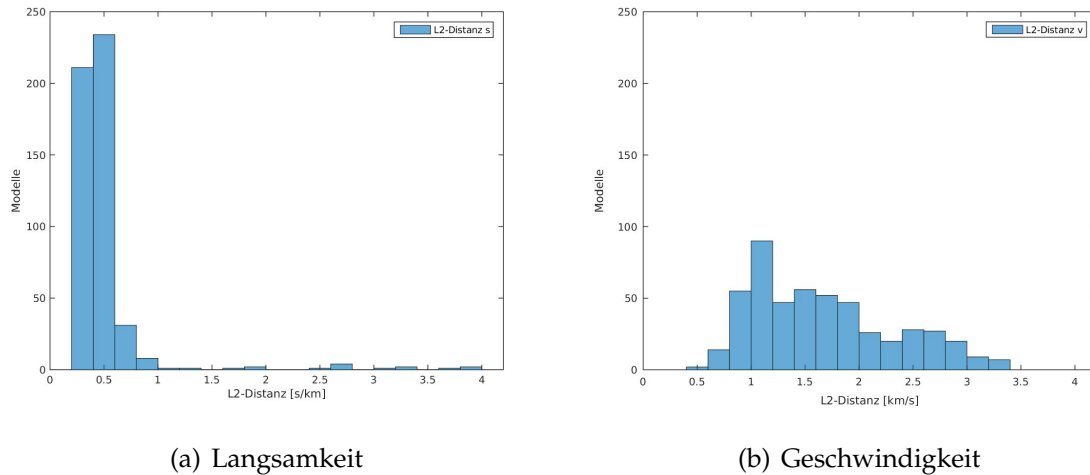 250
200
150
100
50
0
Modelle
L2-Distanz s
0 0.5 1 1.5 2 2.5 3 3.5 4
L2-Distanz [s/km]
(a) Langsamkeit
250
200
150
100
50
0
Modelle
L2-Distanz v
0 0.5 1 1.5 2 2.5 3 3.5 4
L2-Distanz [km/s]
(b) Geschwindigkeit